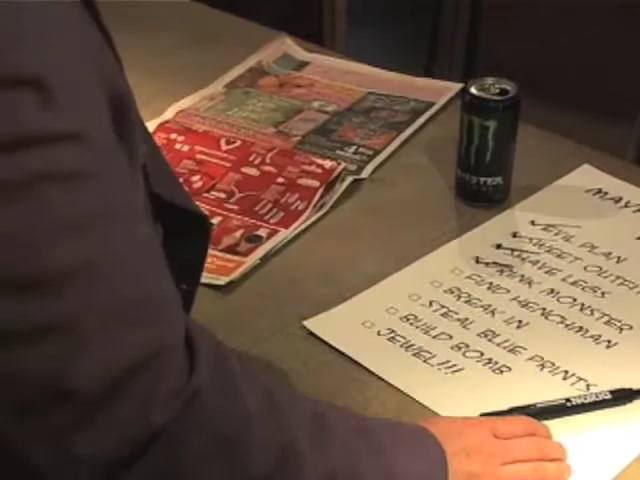 EVIL PLAN
SWEET OUTFIT
SHAVE LEGS
DRINK MONSTER
FIND HENCHMAN
BREAK IN
STEAL BLUE PRINTS
BUILD BOMB
JEWEL!!!
MONSTER